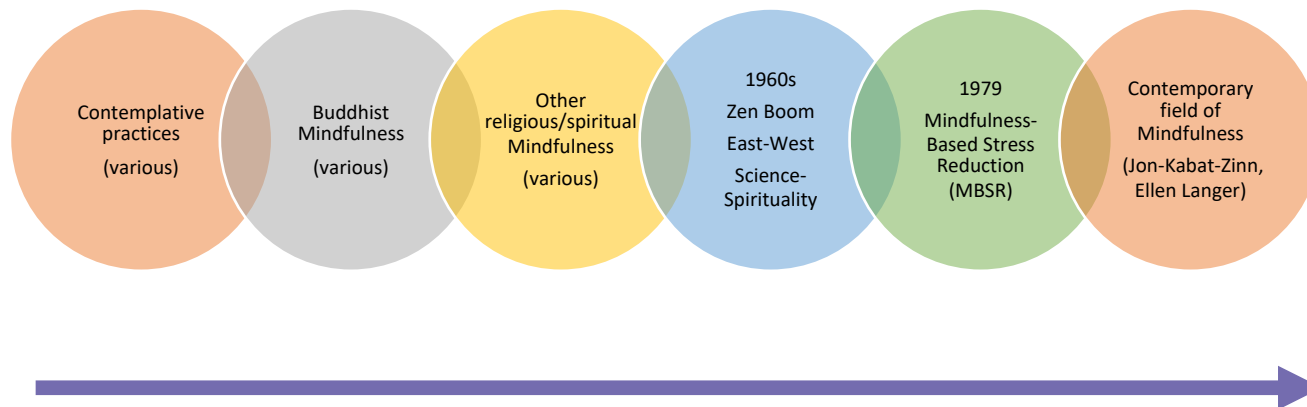 Contemplative
practices
(various)
Buddhist
Mindfulness
(various)
Other
religious/spiritual
Mindfulness
(various)
1960s
Zen Boom
East-West
Science-
Spirituality
1979
Mindfulness-
Based Stress
Reduction
(MBSR)
Contemporary
field of
Mindfulness
(Jon-Kabat-Zinn,
Ellen Langer)